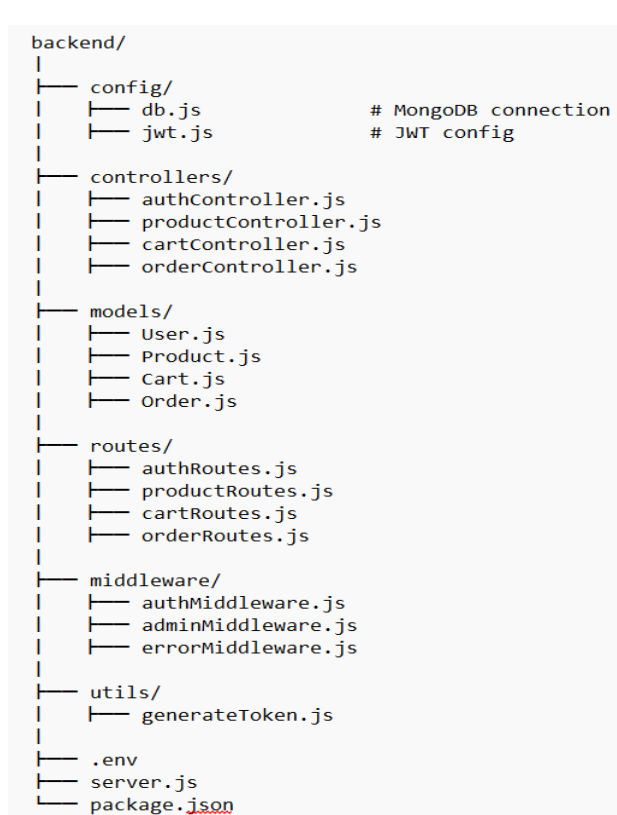 backend/
│
├── config/
│   ├── db.js                # MongoDB connection
│   ├── jwt.js               # JWT config
│
├── controllers/
│   ├── authController.js
│   ├── productController.js
│   ├── cartController.js
│   ├── orderController.js
│
├── models/
│   ├── User.js
│   ├── Product.js
│   ├── Cart.js
│   ├── Order.js
│
├── routes/
│   ├── authRoutes.js
│   ├── productRoutes.js
│   ├── cartRoutes.js
│   ├── orderRoutes.js
│
├── middleware/
│   ├── authMiddleware.js
│   ├── adminMiddleware.js
│   ├── errorMiddleware.js
│
├── utils/
│   ├── generateToken.js
│
├── .env
├── server.js
└── package.json